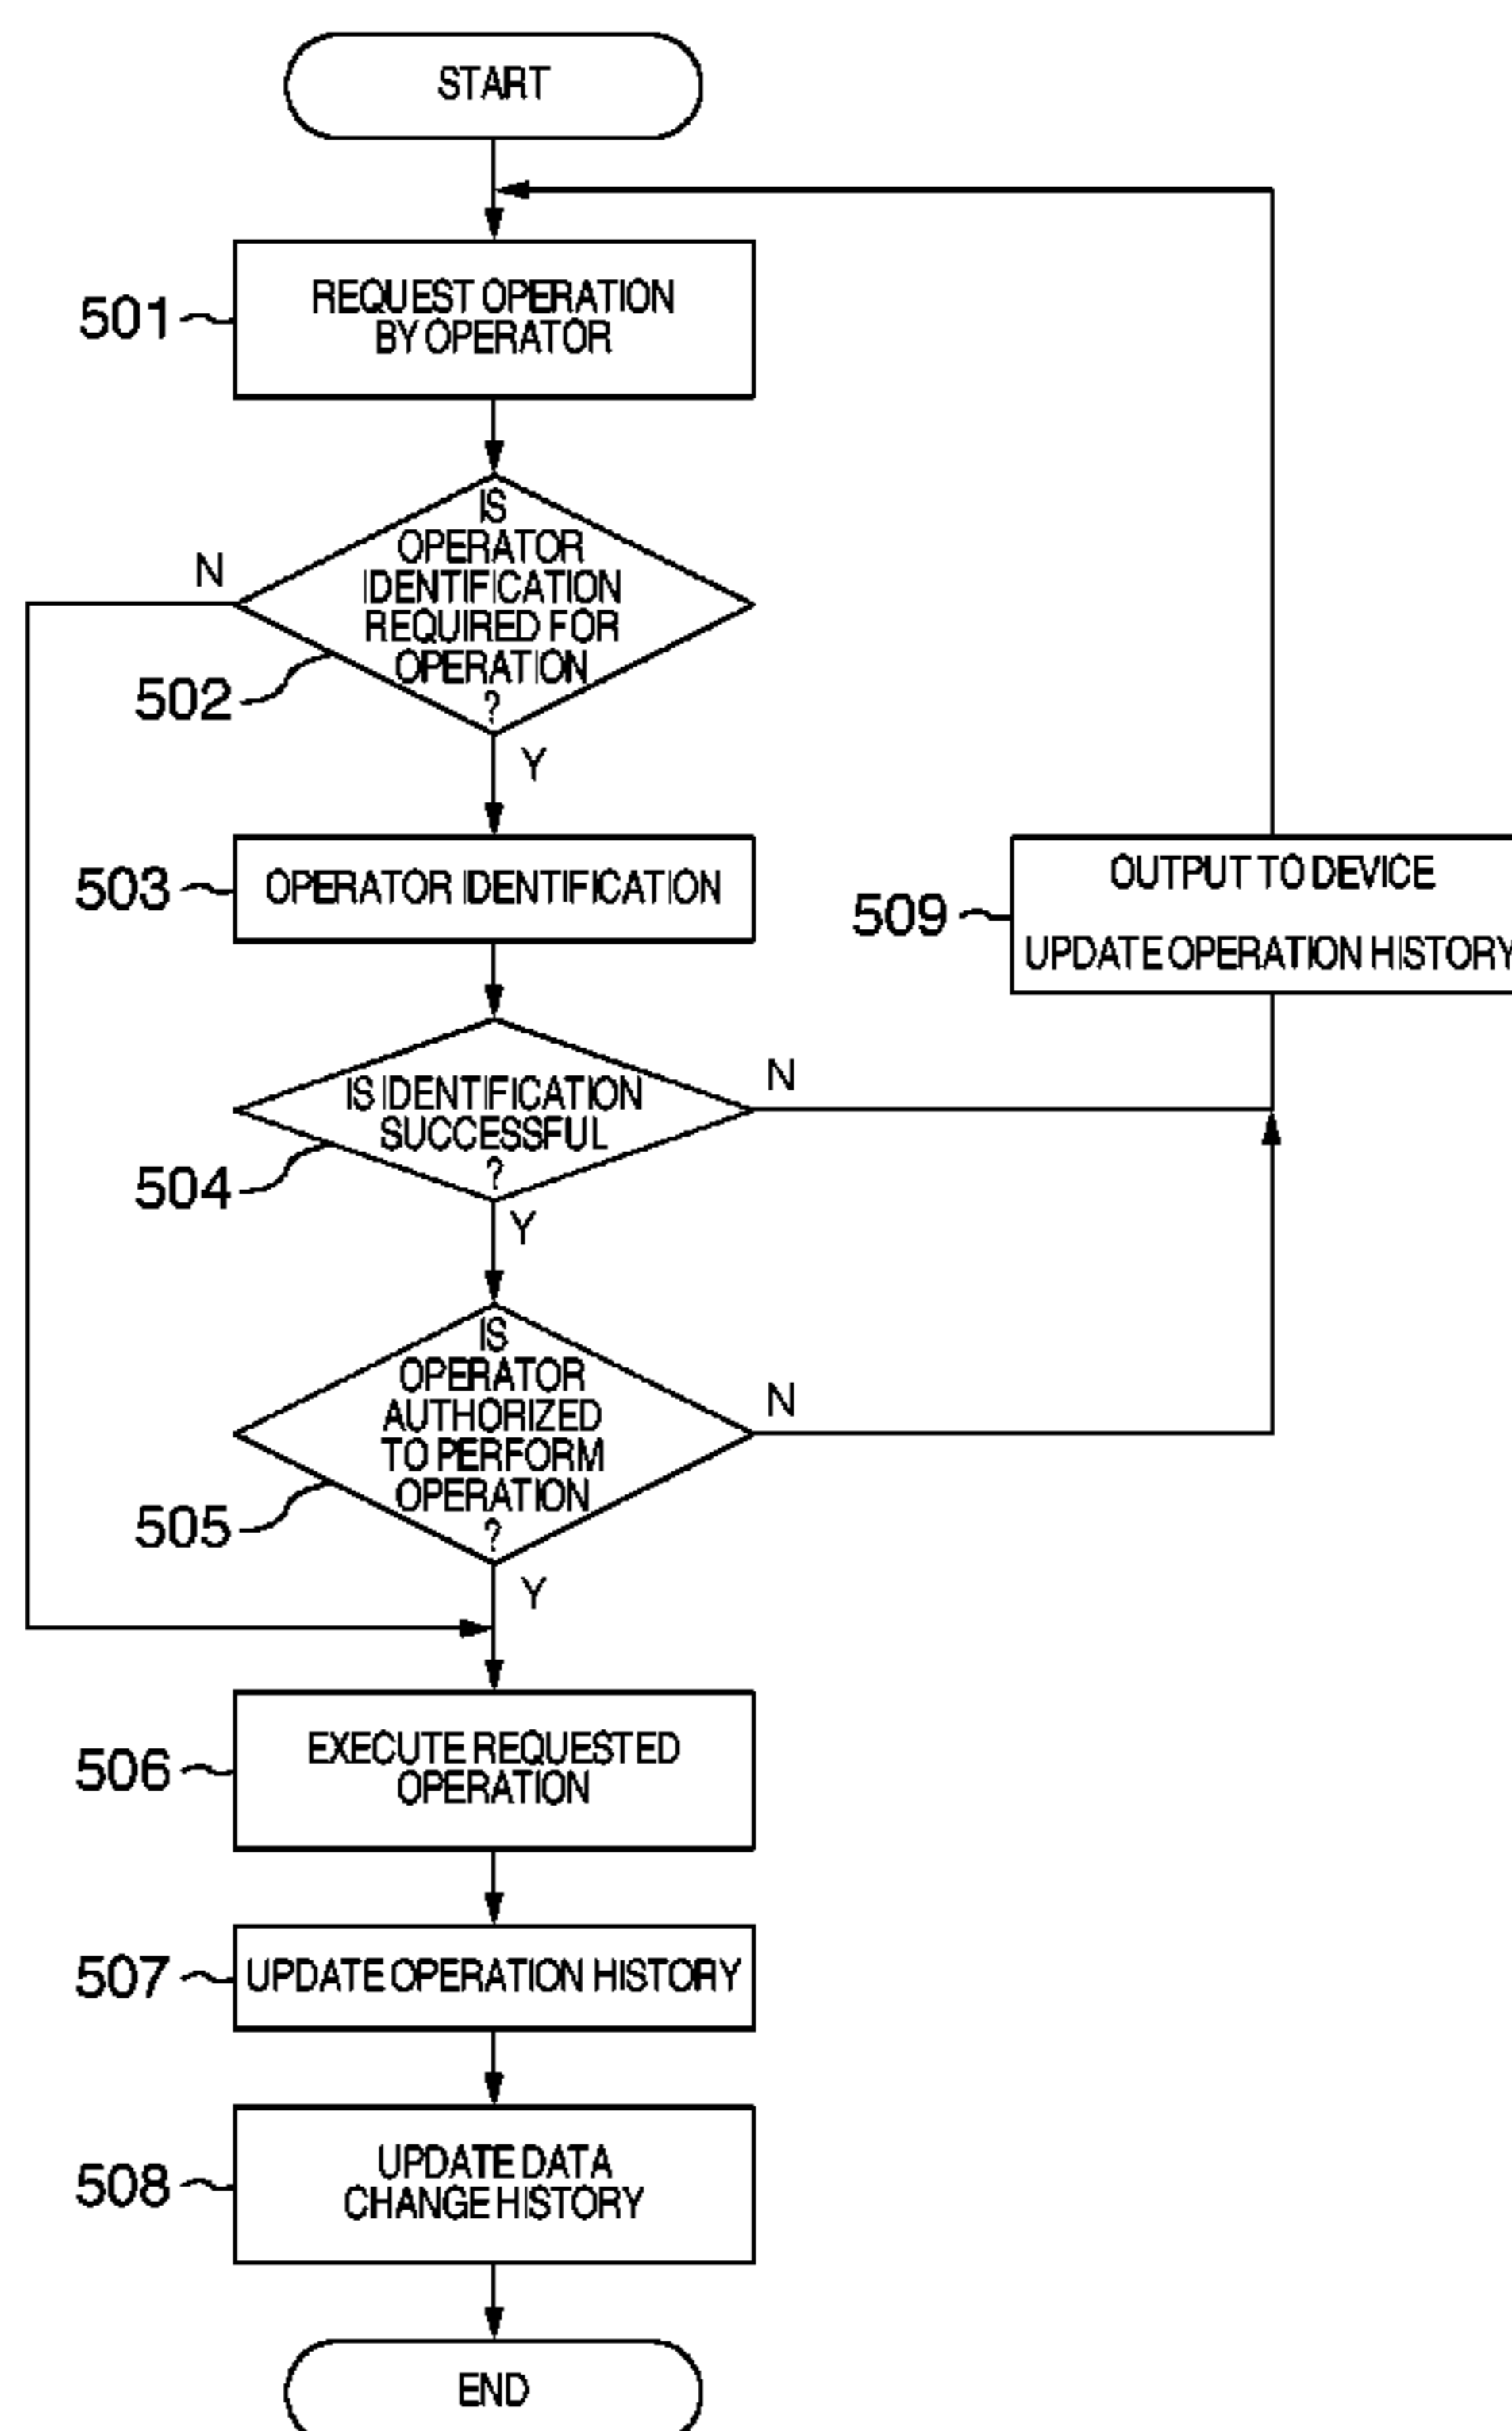 START
501
REQUEST OPERATION
BY OPERATOR
IS
OPERATOR
IDENTIFICATION
REQUIRED FOR
OPERATION
?
N
502
Y
503
OPERATOR IDENTIFICATION
509
OUTPUT TO DEVICE
UPDATE OPERATION HISTORY
IS IDENTIFICATION
SUCCESSFUL
?
N
504
Y
IS
OPERATOR
AUTHORIZED
TO PERFORM
OPERATION
?
N
505
Y
506
EXECUTE REQUESTED
OPERATION
507
UPDATE OPERATION HISTORY
508
UPDATE DATA
CHANGE HISTORY
END